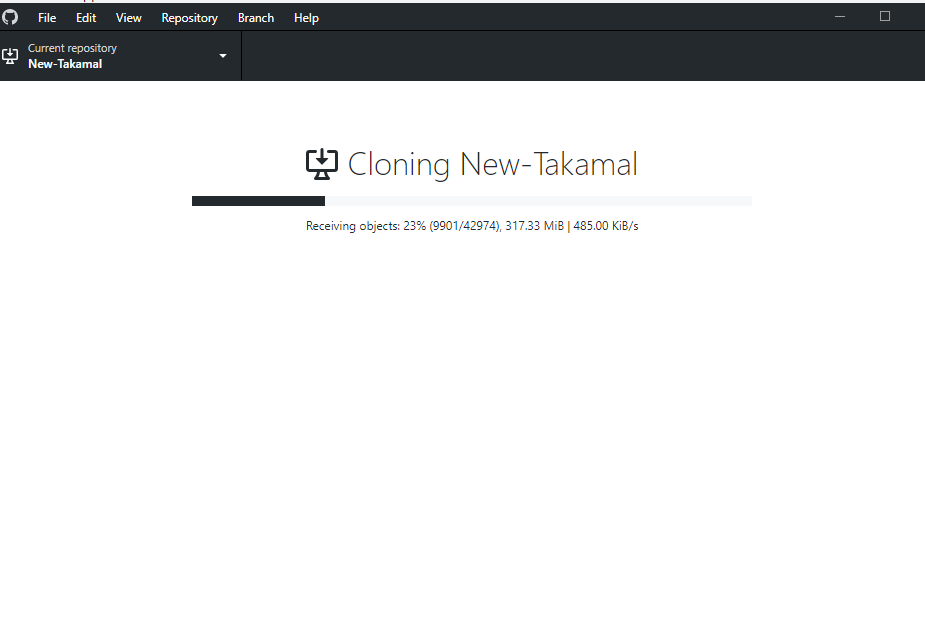 File Edit View Repository Branch Help
Current repository
New-Takamal
Cloning New-Takamal
Receiving objects: 23% (9901/42974), 317.33 MiB | 485.00 KiB/s